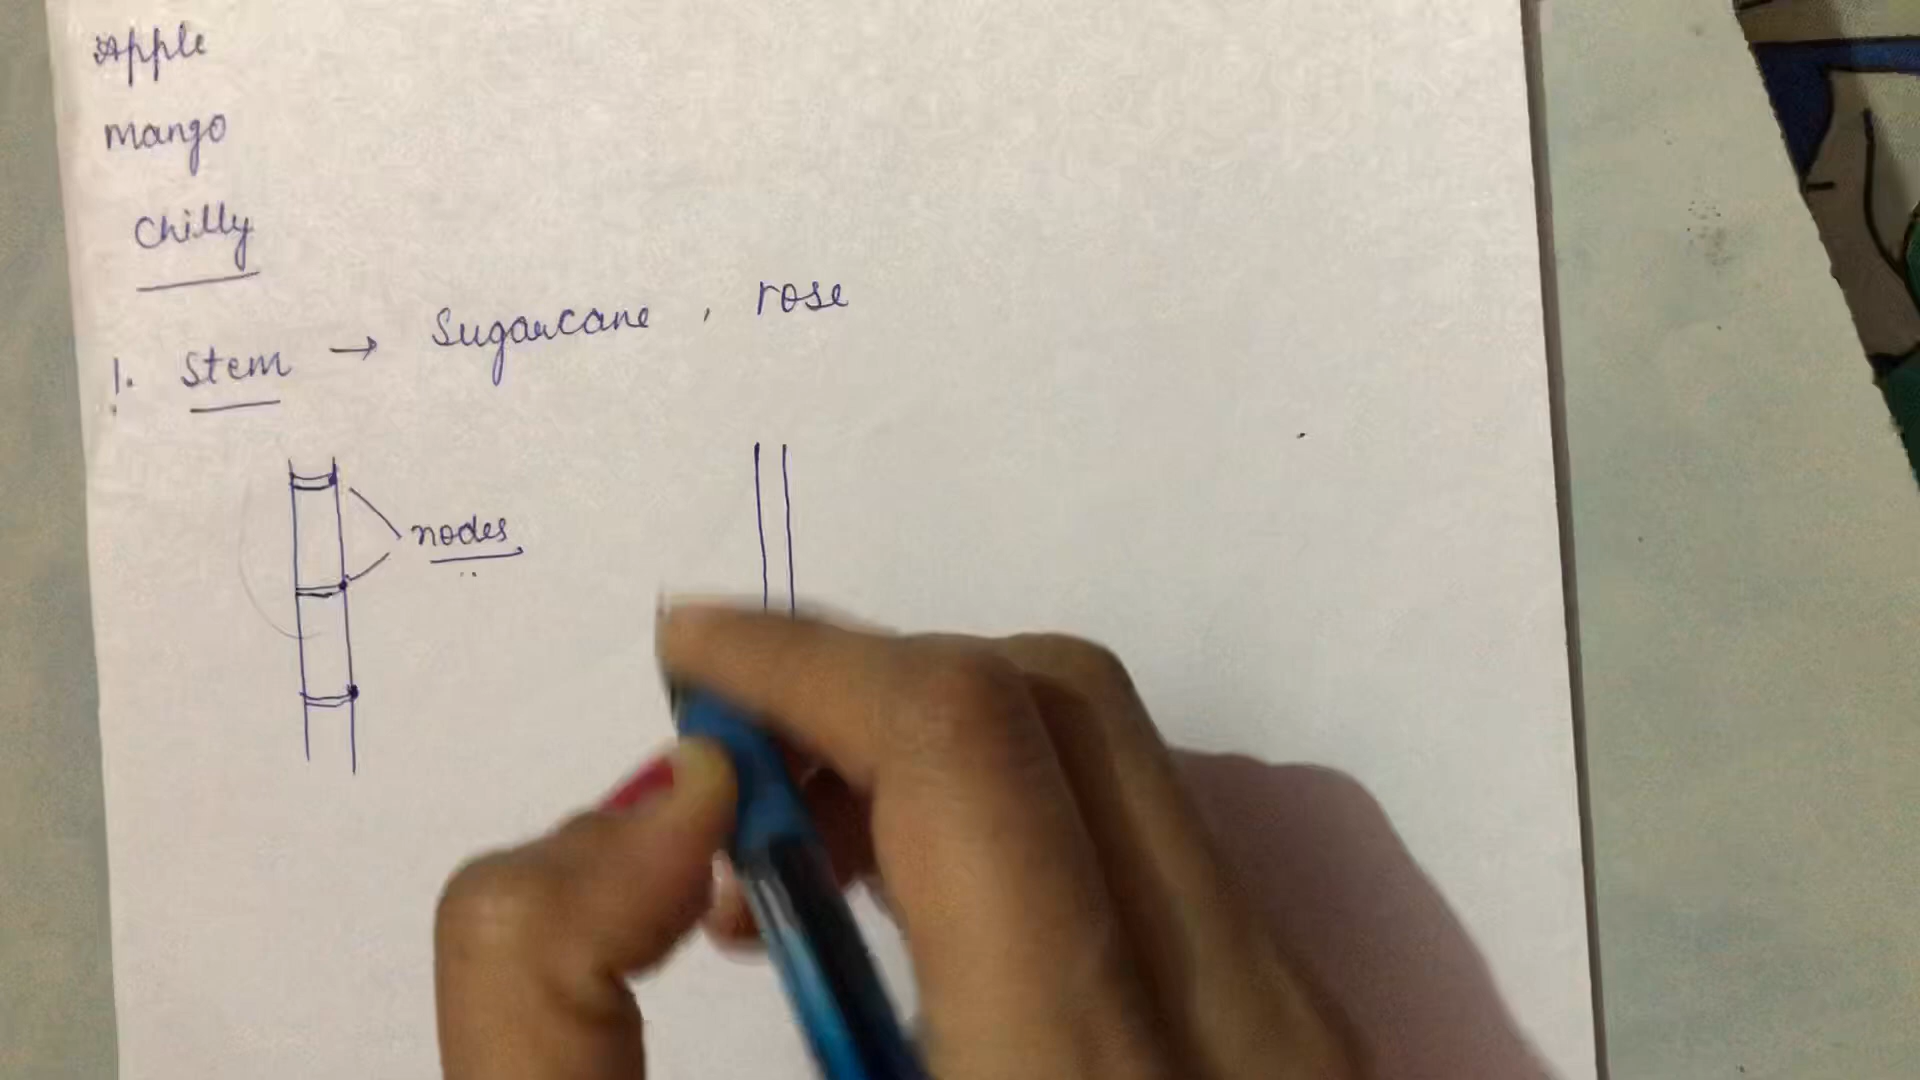 Apple
mango
chilly
1. Stem → Sugarcane , rose
nodes